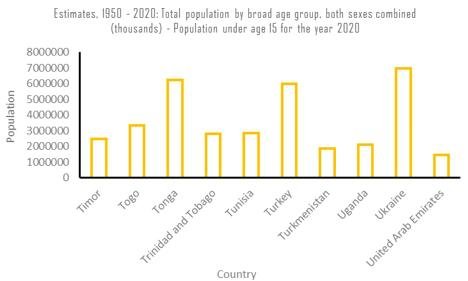 Estimates, 1950 - 2020: Total population by broad age group, both sexes combined
(thousands) - Population under age 15 for the year 2020
8000000
7000000
6000000
5000000
4000000
3000000
2000000
1000000
0
Population
Timor
Togo
Tonga
Trinidad and Tobago
Tunisia
Turkey
Turkmenistan
Uganda
Ukraine
United Arab Emirates
Country